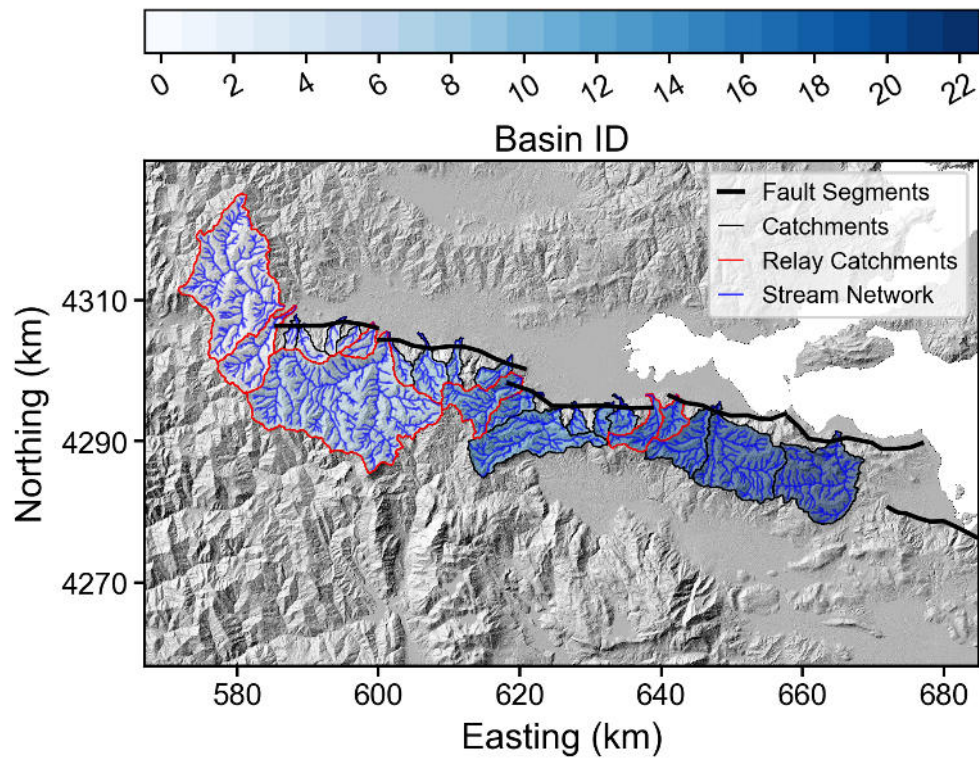 0 2 4 6 8 10 12 14 16 18 20 22
Basin ID
Fault Segments
Catchments
Relay Catchments
Stream Network
4310
4290
4270
Northing (km)
580 600 620 640 660 680
Easting (km)